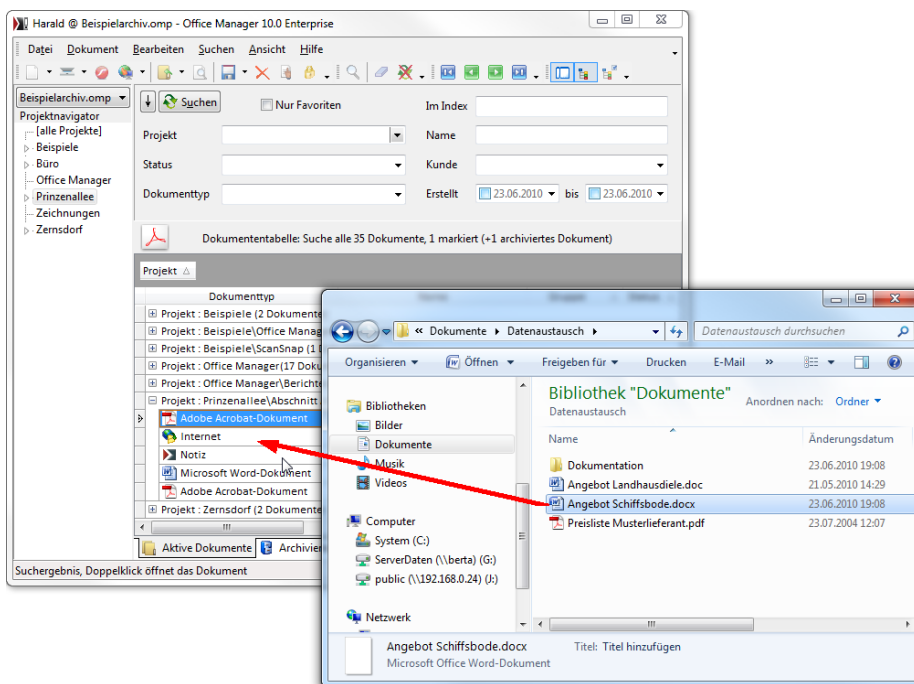 Harald @ Beispielarchiv.omp - Office Manager 10.0 Enterprise
Datei Dokument Bearbeiten Suchen Ansicht Hilfe
Beispielarchiv.omp
Projektnavigator
[alle Projekte]
Beispiele
Büro
Office Manager
Prinzenallee
Zeichnungen
Zernsdorf
Suchen Nur Favoriten Im Index
Projekt Name
Status Kunde
Dokumenttyp Erstellt 23.06.2010 bis 23.06.2010
Dokumententabelle: Suche alle 35 Dokumente, 1 markiert (+1 archiviertes Dokument)
Projekt
Dokumenttyp
Projekt : Beispiele (2 Dokumente
Projekt : Beispiele\Office Manag
Projekt : Beispiele\ScanSnap (1
Projekt : Office Manager(17 Doku
Projekt : Office Manager\Berichte
Projekt : Prinzenallee\Abschnitt
Adobe Acrobat-Dokument
Internet
Notiz
Microsoft Word-Dokument
Adobe Acrobat-Dokument
Projekt : Zernsdorf (2 Dokumente
Aktive Dokumente Archivier
Suchergebnis, Doppelklick öffnet das Dokument
« Dokumente Datenaustausch Datenaustausch durchsuchen
Organisieren Öffnen Freigeben für Drucken E-Mail »
Bibliotheken
Bilder
Dokumente
Musik
Videos
Computer
System (C:)
ServerDaten (\\berta) (G:)
public (\\192.168.0.24) (J:)
Netzwerk
Bibliothek "Dokumente"
Datenaustausch
Anordnen nach: Ordner
Name Änderungsdatum
Dokumentation 23.06.2010 19:08
Angebot Landhausdiele.doc 21.05.2010 14:29
Angebot Schiffsbode.docx 23.06.2010 19:08
Preisliste Musterlieferant.pdf 23.07.2004 12:07
Angebot Schiffsbode.docx Titel: Titel hinzufügen
Microsoft Office Word-Dokument